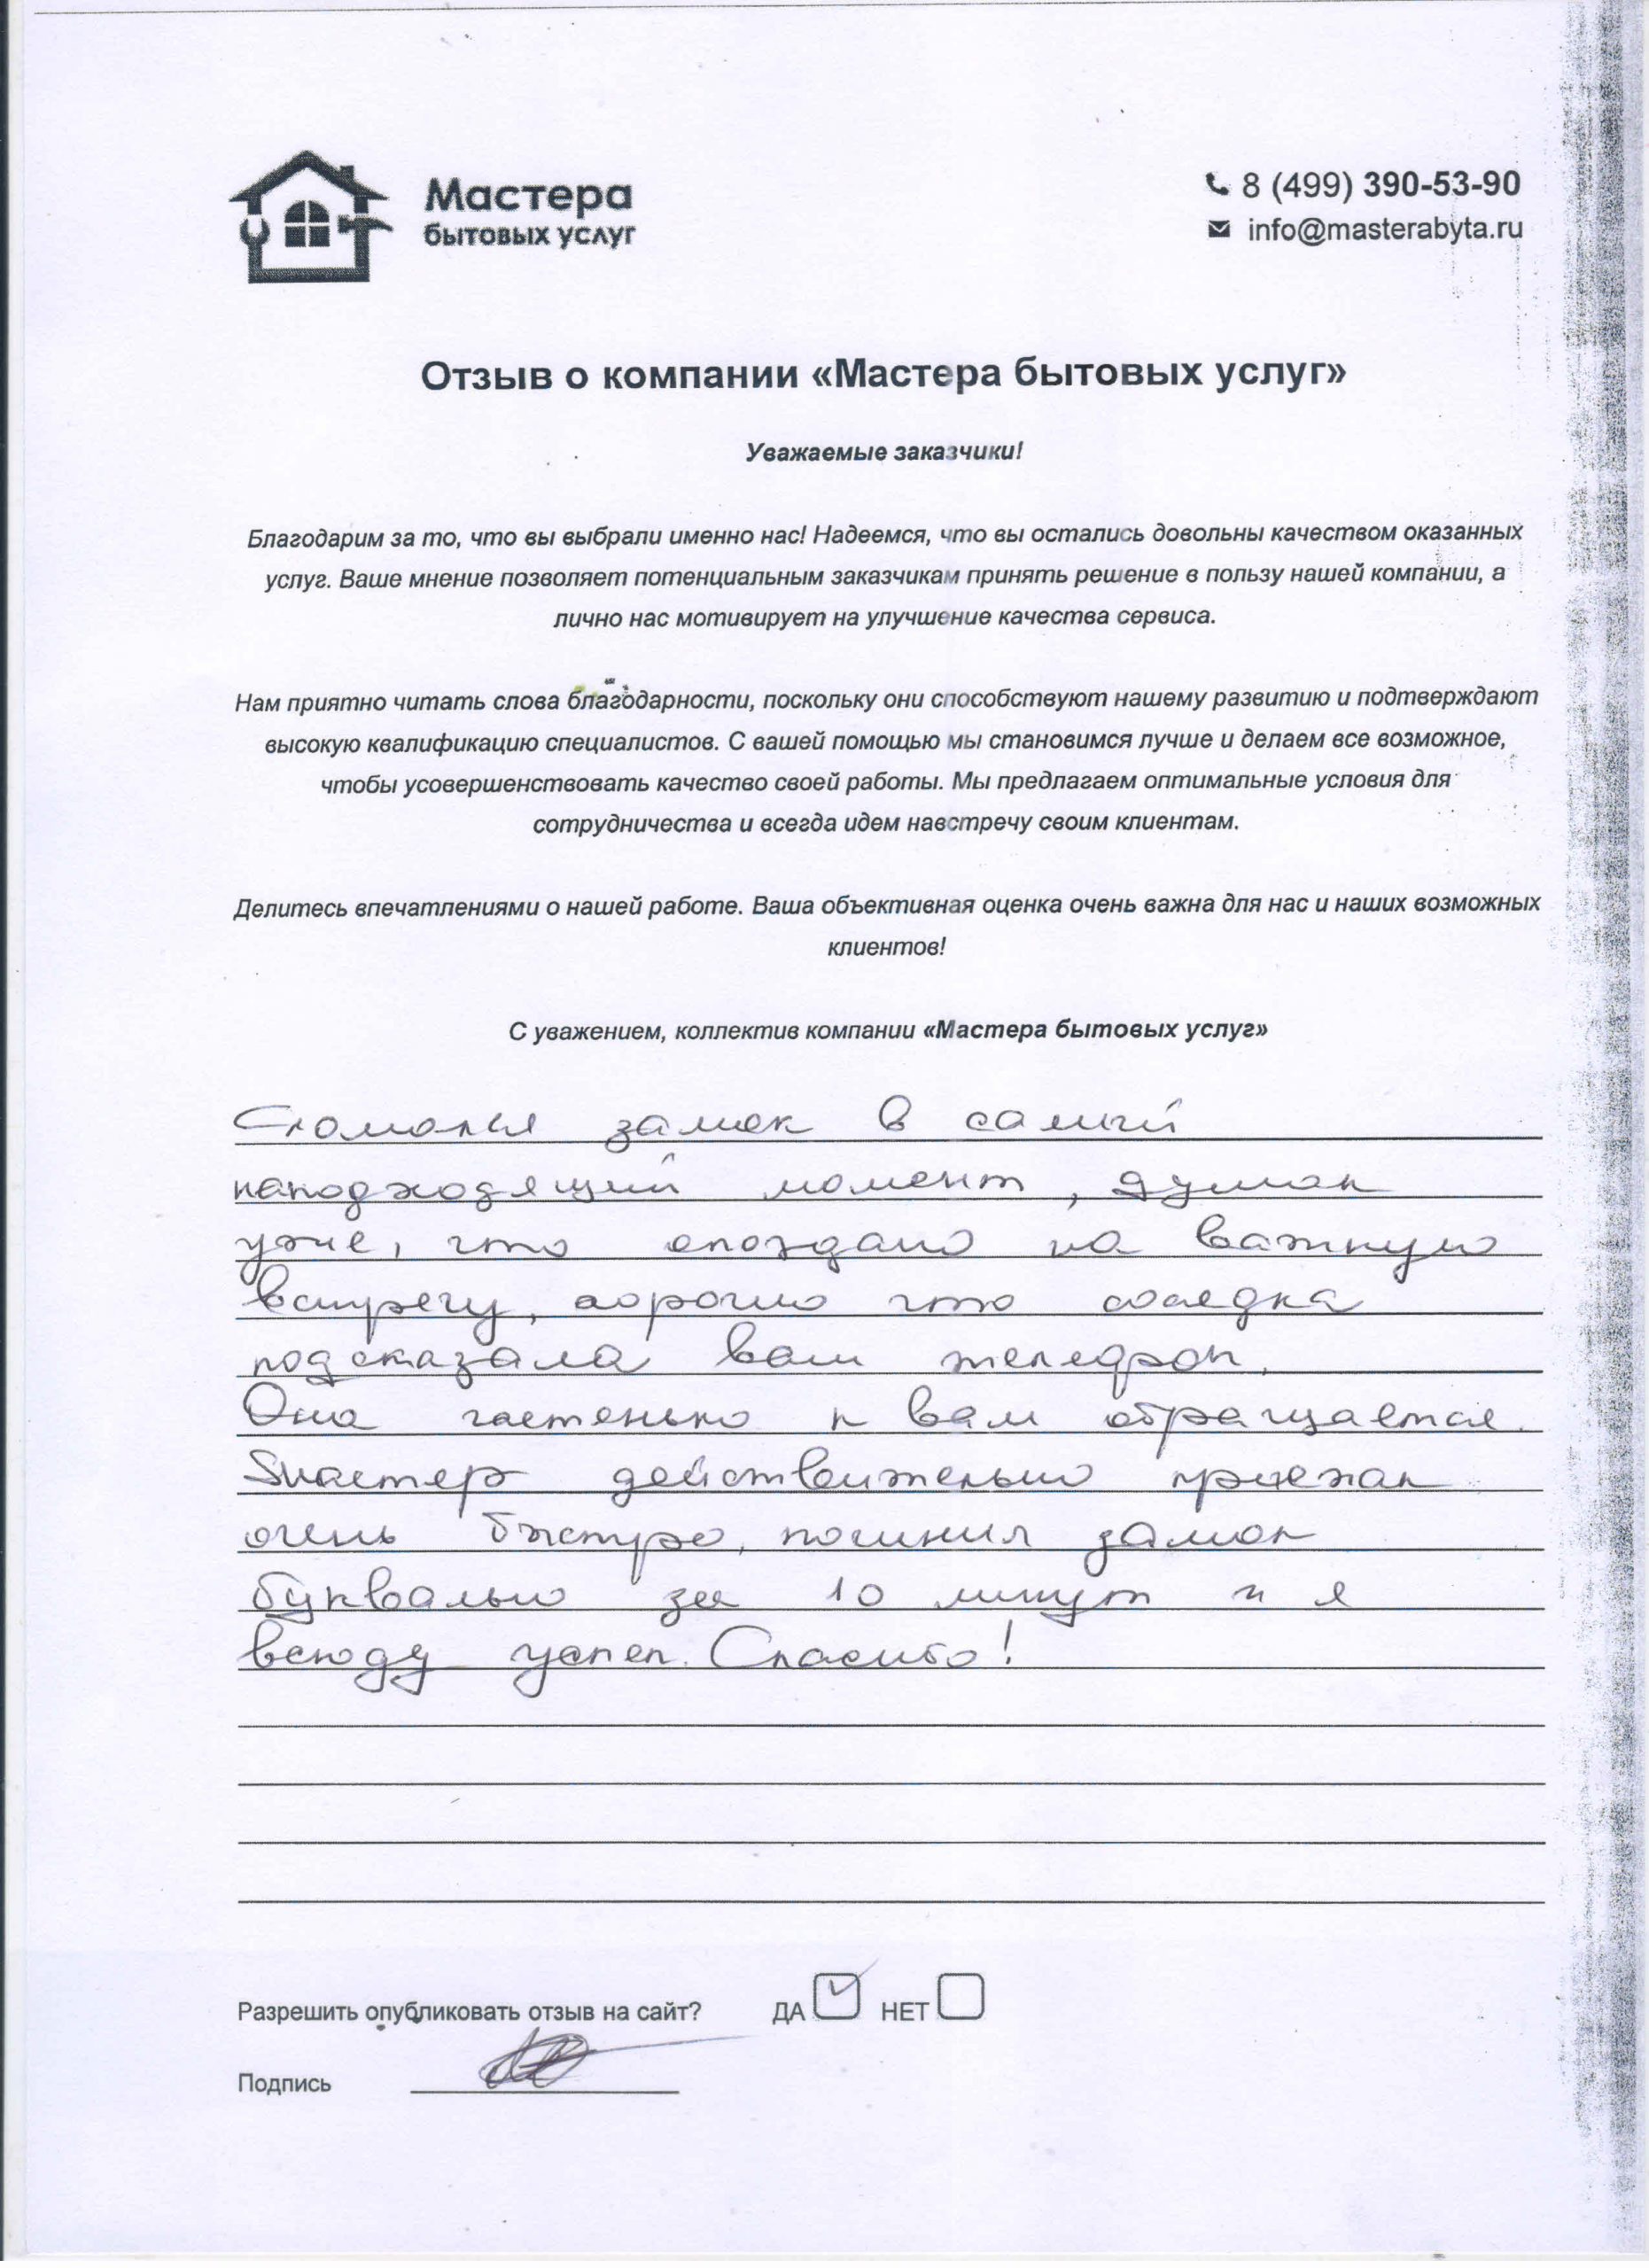 Мастера
бытовых услуг
8 (499) 390-53-90
info@masterabyta.ru
Отзыв о компании «Мастера бытовых услуг»
Уважаемые заказчики!
Благодарим за то, что вы выбрали именно нас! Надеемся, что вы остались довольны качеством оказанных
услуг. Ваше мнение позволяет потенциальным заказчикам принять решение в пользу нашей компании, а
лично нас мотивирует на улучшение качества сервиса.
Нам приятно читать слова благодарности, поскольку они способствуют нашему развитию и подтверждают
высокую квалификацию специалистов. С вашей помощью мы становимся лучше и делаем все возможное,
чтобы усовершенствовать качество своей работы. Мы предлагаем оптимальные условия для
сотрудничества и всегда идем навстречу своим клиентам.
Делитесь впечатлениями о нашей работе. Ваша объективная оценка очень важна для нас и наших возможных
клиентов!
С уважением, коллектив компании «Мастера бытовых услуг»
Сломался замок в самый
неподходящий момент, думал
уже, что опоздаю на важную
встречу, хорошо что соседка
подсказала ваш телефон.
Она частенько к вам обращается.
Мастер действительно приехал
очень быстро, починил замок
буквально за 10 минут и я
всюду успел. Спасибо!
Разрешить опубликовать отзыв на сайт? ДА НЕТ
Подпись